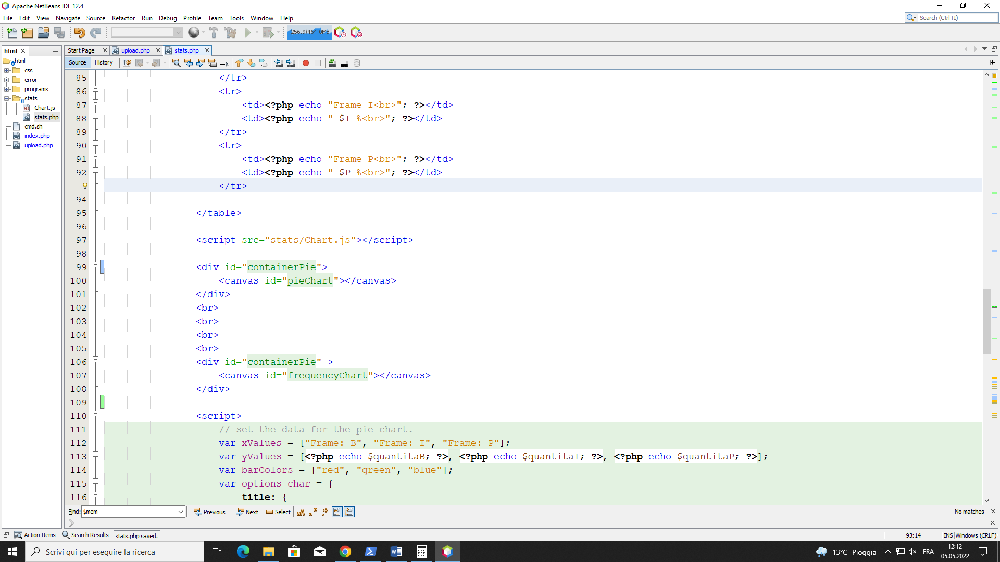 Apache NetBeans IDE 12.4
File Edit View Navigate Source Refactor Run Debug Profile Team Tools Window Help
Search (Ctrl+I)
256.9/464.0MB
html
Start Page upload.php stats.php
Source History
html
css
error
programs
stats
Chart.js
stats.php
cmd.sh
index.php
upload.php
85 </tr>
86 <tr>
87 <td><?php echo "Frame I<br>"; ?></td>
88 <td><?php echo " $I %<br>"; ?></td>
89 </tr>
90 <tr>
91 <td><?php echo "Frame P<br>"; ?></td>
92 <td><?php echo " $P %<br>"; ?></td>
</tr>
94
95 </table>
96
97 <script src="stats/Chart.js"></script>
98
99 <div id="containerPie">
100 <canvas id="pieChart"></canvas>
101 </div>
102 <br>
103 <br>
104 <br>
105 <br>
106 <div id="containerPie" >
107 <canvas id="frequencyChart"></canvas>
108 </div>
109
110 <script>
111 // set the data for the pie chart.
112 var xValues = ["Frame: B", "Frame: I", "Frame: P"];
113 var yValues = [<?php echo $quantitaB; ?>, <?php echo $quantitaI; ?>, <?php echo $quantitaP; ?>];
114 var barColors = ["red", "green", "blue"];
115 var options_char = {
116 title: {
Find: $mem Previous Next Select No matches
Action Items Search Results stats.php saved. 93:14 INS Windows (CRLF)
Scrivi qui per eseguire la ricerca
13°C Pioggia FRA 12:12
05.05.2022